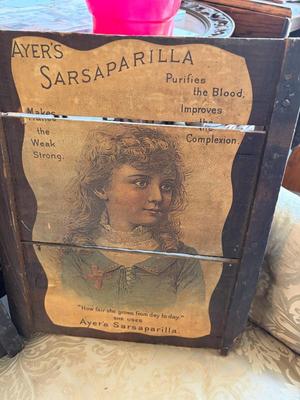 AYER'S
SARSAPARILLA
Purifies
the Blood,
Makes
the
Weak
Strong.
Improves
the
Complexion.
"How fair she grows from day to day."
SHE USES
Ayer's Sarsaparilla.